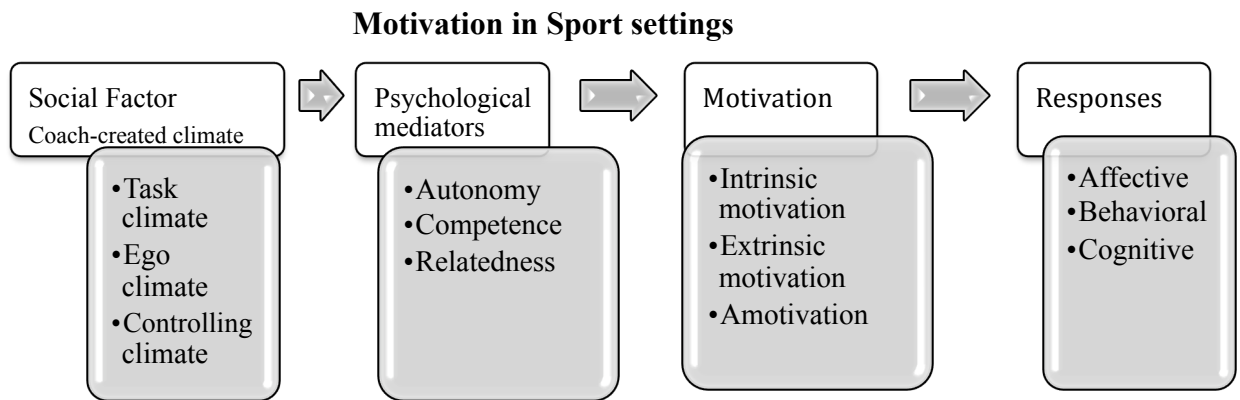 Motivation in Sport settings
Social Factor
Coach-created climate
•Task
climate
•Ego
climate
•Controlling
climate
Psychological
mediators
•Autonomy
•Competence
•Relatedness
Motivation
•Intrinsic
motivation
•Extrinsic
motivation
•Amotivation
Responses
•Affective
•Behavioral
•Cognitive